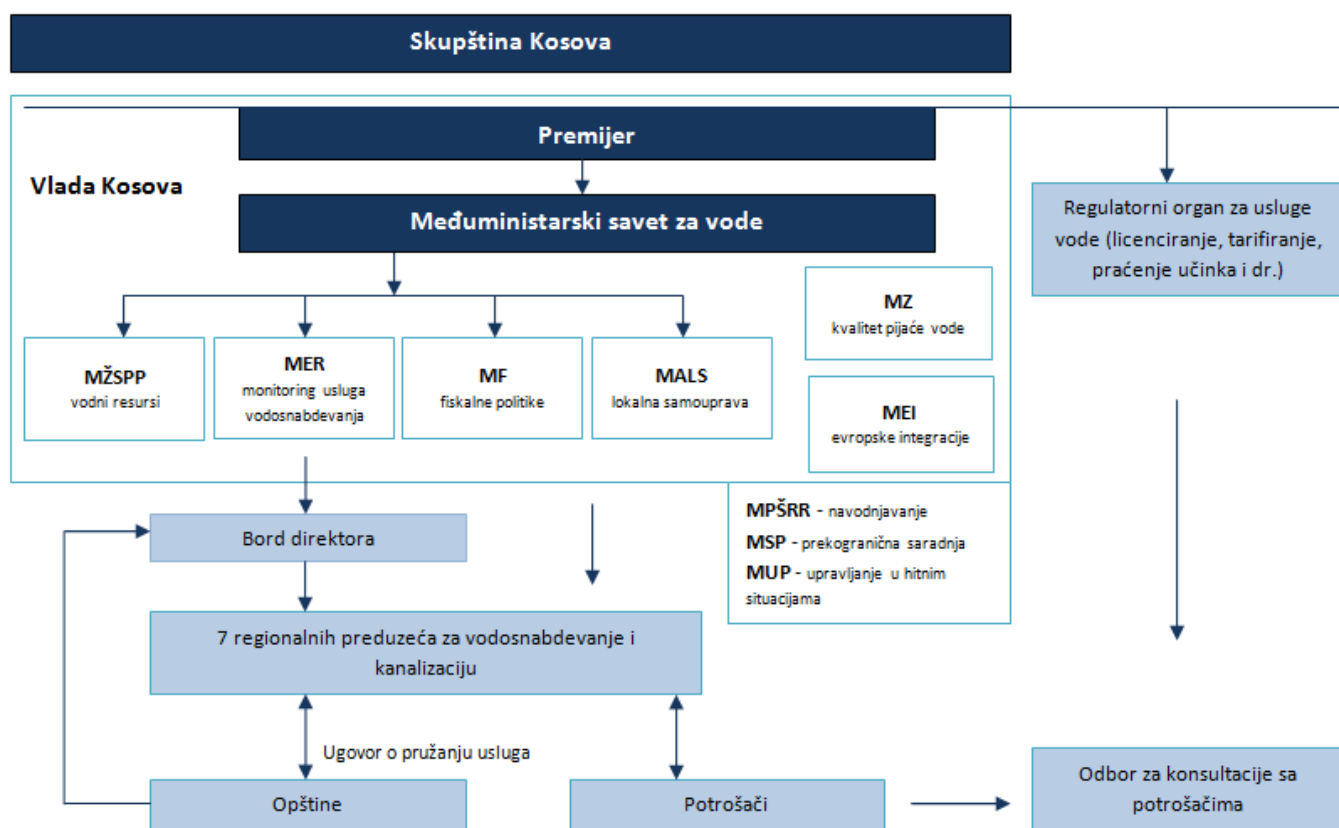 Skupština Kosova
Premijer
Vlada Kosova
Međuministarski savet za vode
Regulatorni organ za usluge
vode (licenciranje, tarifiranje,
praćenje učinka i dr.)
MZ
kvalitet pijaće vode
MŽSPP
vodni resursi
MER
monitoring usluga
vodosnabdevanja
MF
fiskalne politike
MALS
lokalna samouprava
MEI
evropske integracije
MPŠRR - navodnjavanje
MSP - prekogranična saradnja
MUP - upravljanje u hitnim
situacijama
Bord direktora
7 regionalnih preduzeća za vodosnabdevanje i
kanalizaciju
Ugovor o pružanju usluga
Opštine
Potrošači
Odbor za konsultacije sa
potrošačima